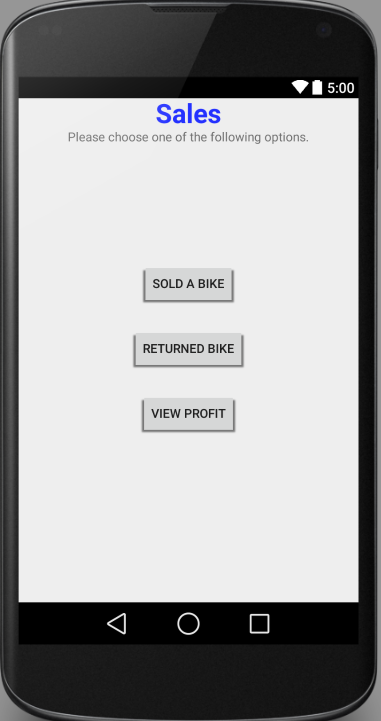 5:00
Sales
Please choose one of the following options.
SOLD A BIKE
RETURNED BIKE
VIEW PROFIT